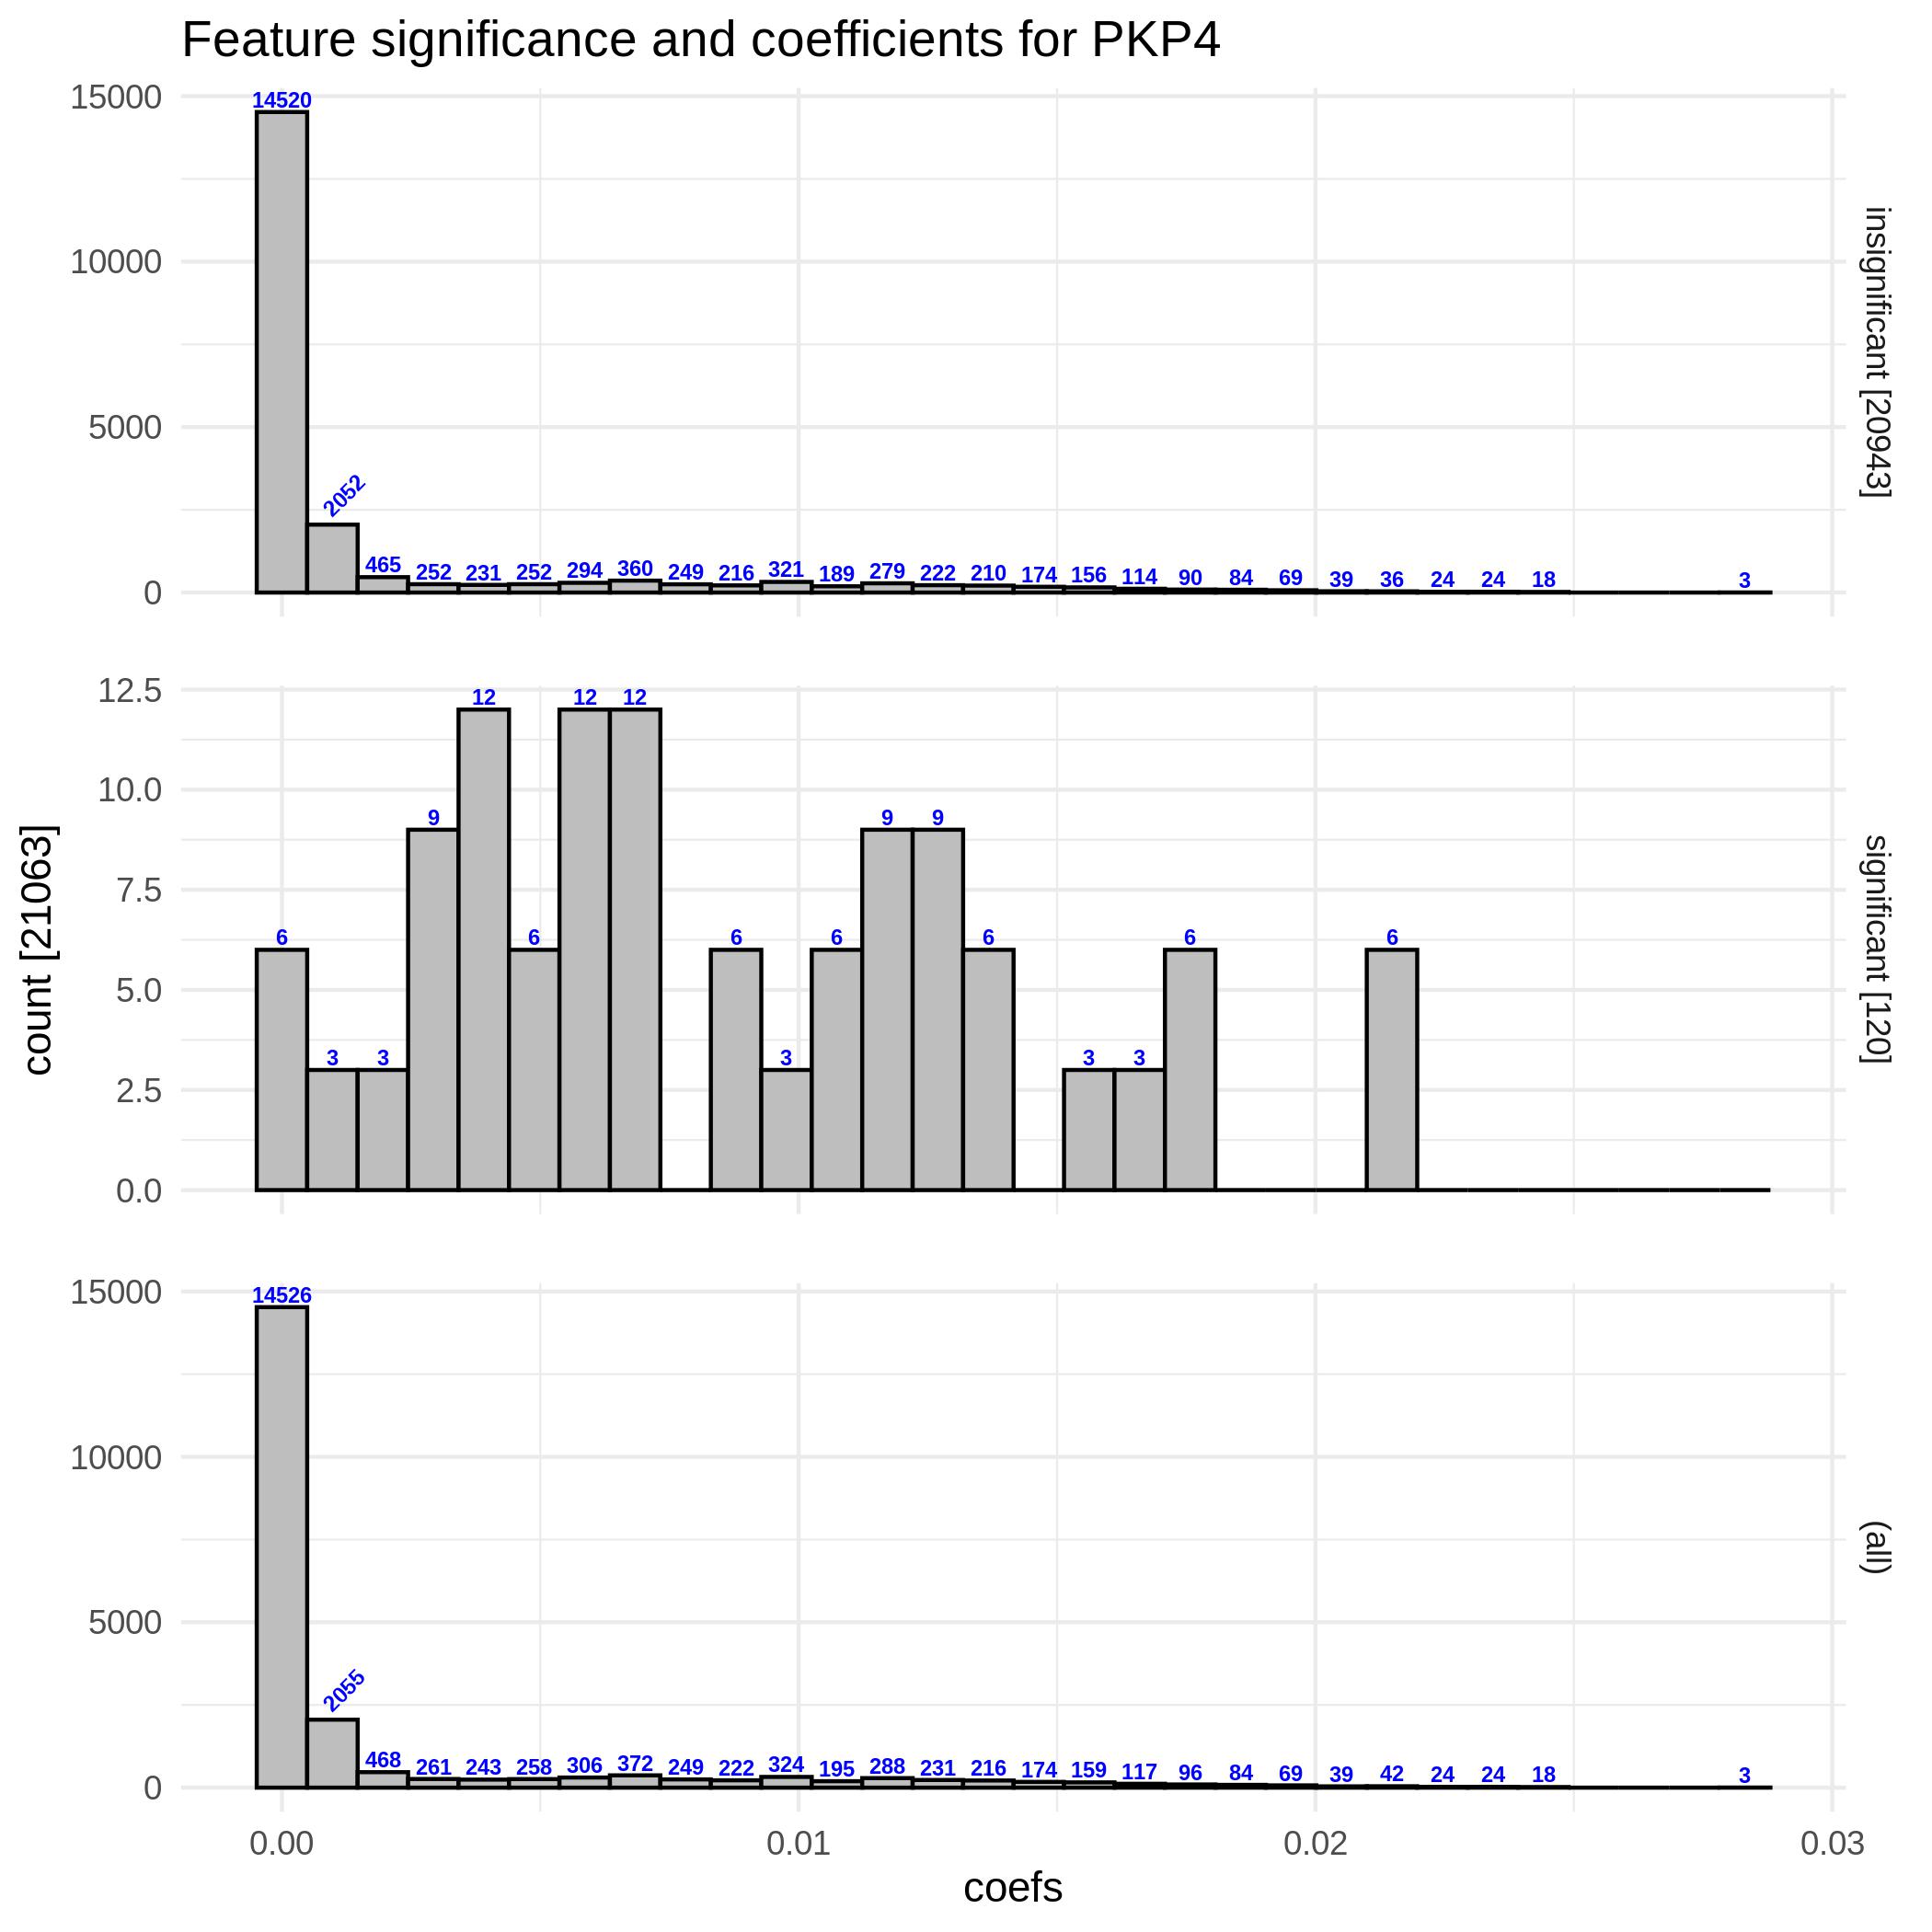 Feature significance and coefficients for PKP4
15000
10000
5000
0
14520
2052
465 252 231 252 294 360 249 216 321 189 279 222 210 174 156 114 90 84 69 39 36 24 24 18 3
insignificant [20943]
12.5
10.0
7.5
5.0
2.5
0.0
6 3 3 9 12 6 12 12 6 3 6 9 9 6 3 3 6 6
significant [120]
count [21063]
15000
10000
5000
0
14526
2055
468 261 243 258 306 372 249 222 324 195 288 231 216 174 159 117 96 84 69 39 42 24 24 18 3
(all)
0.00 0.01 0.02 0.03
coefs